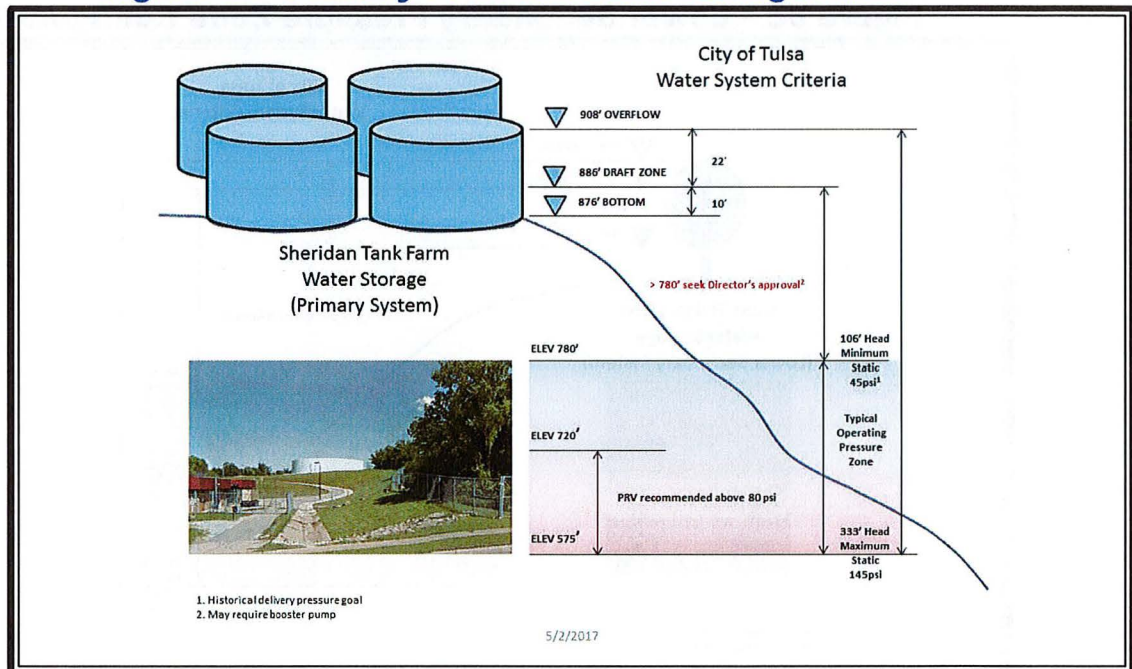 City of Tulsa
Water System Criteria
908' OVERFLOW
22'
886' DRAFT ZONE
876' BOTTOM
10'
Sheridan Tank Farm
Water Storage
(Primary System)
> 780' seek Director's approval²
ELEV 780'
106' Head
Minimum
Static
45psi¹
Typical
Operating
Pressure
Zone
ELEV 720'
PRV recommended above 80 psi
ELEV 575'
333' Head
Maximum
Static
145psi
1. Historical delivery pressure goal
2. May require booster pump
5/2/2017